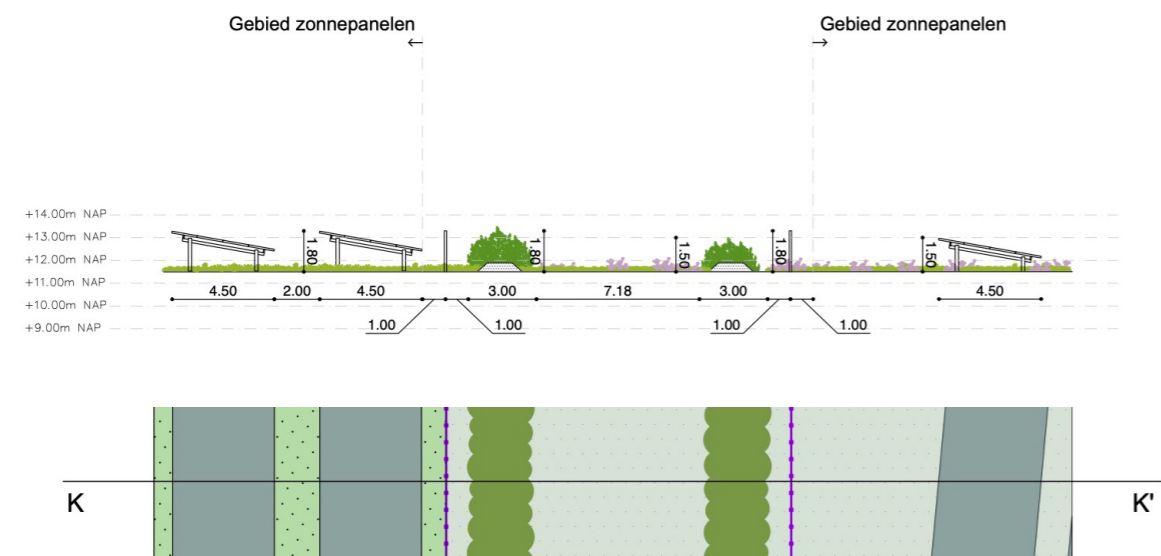 Gebied zonnepanelen
Gebied zonnepanelen
+14.00m NAP
+13.00m NAP
+12.00m NAP
+11.00m NAP
+10.00m NAP
+9.00m NAP
1.80
1.80
1.50
1.80
1.50
4.50
2.00
4.50
3.00
7.18
3.00
4.50
1.00
1.00
1.00
1.00
K
K'